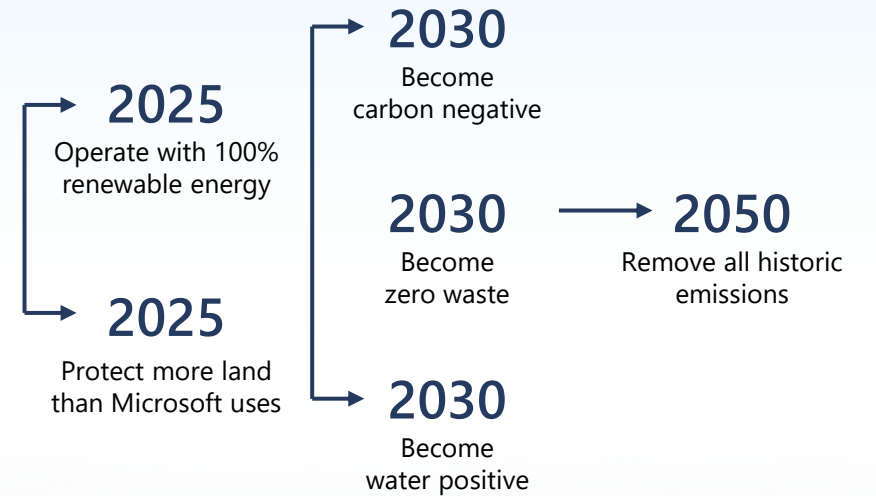 2025
Operate with 100%
renewable energy
2025
Protect more land
than Microsoft uses
2030
Become
carbon negative
2030
Become
zero waste
2030
Become
water positive
2050
Remove all historic
emissions